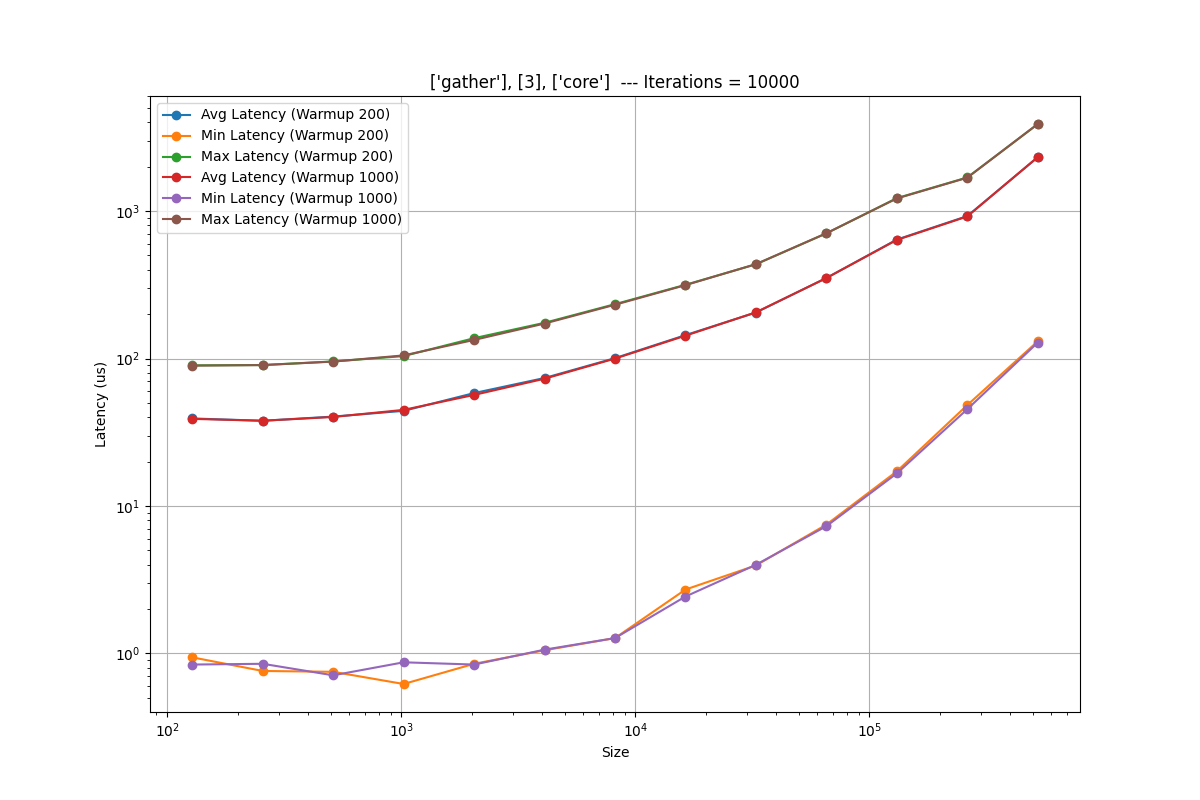 ['gather'], [3], ['core']  --- Iterations = 10000
Avg Latency (Warmup 200)
Min Latency (Warmup 200)
Max Latency (Warmup 200)
Avg Latency (Warmup 1000)
Min Latency (Warmup 1000)
Max Latency (Warmup 1000)
Latency (us)
10³
10²
10¹
10⁰
10² 10³ 10⁴ 10⁵
Size